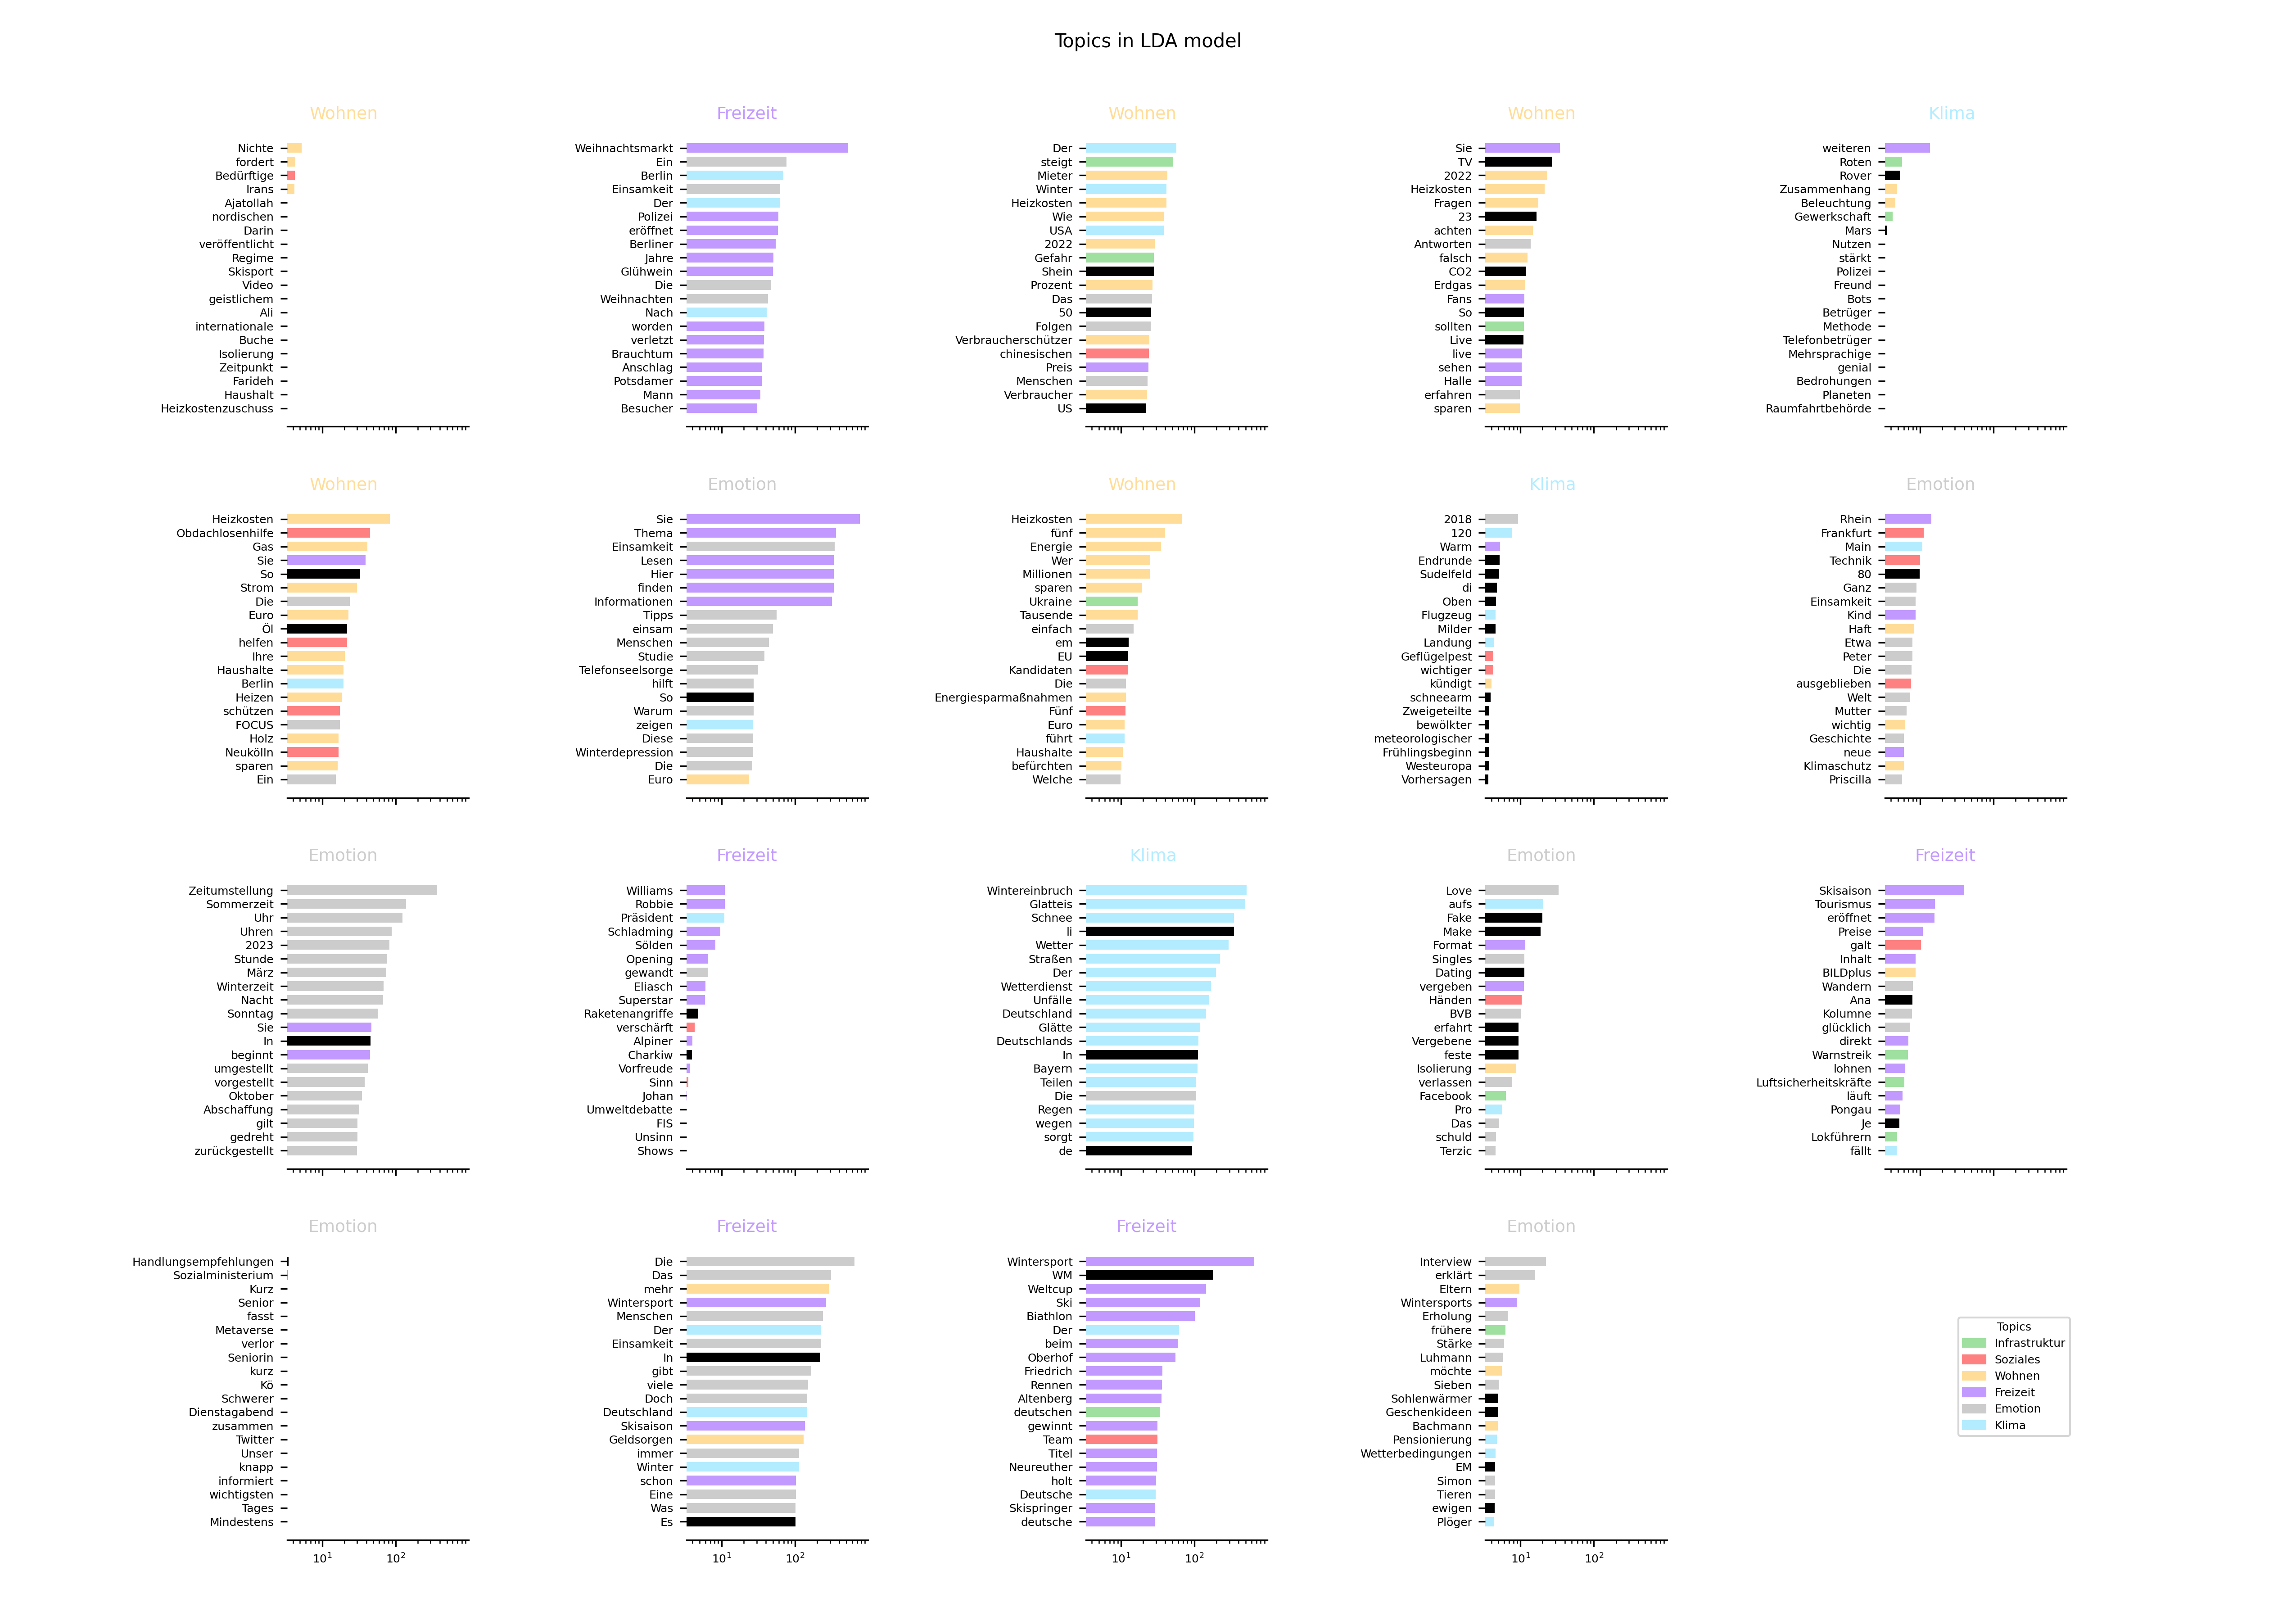 Topics in LDA model
Wohnen
Nichte
fordert
Bedürftige
Irans
Ajatollah
nordischen
Darin
veröffentlicht
Regime
Skisport
Video
geistlichem
Ali
internationale
Buche
Isolierung
Zeitpunkt
Farideh
Haushalt
Heizkostenzuschuss
Freizeit
Weihnachtsmarkt
Ein
Berlin
Einsamkeit
Der
Polizei
eröffnet
Berliner
Jahre
Glühwein
Die
Weihnachten
Nach
worden
verletzt
Brauchtum
Anschlag
Potsdamer
Mann
Besucher
Wohnen
Der
steigt
Mieter
Winter
Heizkosten
Wie
USA
2022
Gefahr
Shein
Prozent
Das
50
Folgen
Verbraucherschützer
chinesischen
Preis
Menschen
Verbraucher
US
Wohnen
Sie
TV
2022
Heizkosten
Fragen
23
achten
Antworten
falsch
CO2
Erdgas
Fans
So
sollten
Live
live
sehen
Halle
erfahren
sparen
Klima
weiteren
Roten
Rover
Zusammenhang
Beleuchtung
Gewerkschaft
Mars
Nutzen
stärkt
Polizei
Freund
Bots
Betrüger
Methode
Telefonbetrüger
Mehrsprachige
genial
Bedrohungen
Planeten
Raumfahrtbehörde
Wohnen
Heizkosten
Obdachlosenhilfe
Gas
Sie
So
Strom
Die
Euro
Öl
helfen
Ihre
Haushalte
Berlin
Heizen
schützen
FOCUS
Holz
Neukölln
sparen
Ein
Emotion
Sie
Thema
Einsamkeit
Lesen
Hier
finden
Informationen
Tipps
einsam
Menschen
Studie
Telefonseelsorge
hilft
So
Warum
zeigen
Diese
Winterdepression
Die
Euro
Wohnen
Heizkosten
fünf
Energie
Wer
Millionen
sparen
Ukraine
Tausende
einfach
em
EU
Kandidaten
Die
Energiesparmaßnahmen
Fünf
Euro
führt
Haushalte
befürchten
Welche
Klima
2018
120
Warm
Endrunde
Sudelfeld
di
Oben
Flugzeug
Milder
Landung
Geflügelpest
wichtiger
kündigt
schneearm
Zweigeteilte
bewölkter
meteorologischer
Frühlingsbeginn
Westeuropa
Vorhersagen
Emotion
Rhein
Frankfurt
Main
Technik
80
Ganz
Einsamkeit
Kind
Haft
Etwa
Peter
Die
ausgeblieben
Welt
Mutter
wichtig
Geschichte
neue
Klimaschutz
Priscilla
Emotion
Zeitumstellung
Sommerzeit
Uhr
Uhren
2023
Stunde
März
Winterzeit
Nacht
Sonntag
Sie
In
beginnt
umgestellt
vorgestellt
Oktober
Abschaffung
gilt
gedreht
zurückgestellt
Freizeit
Williams
Robbie
Präsident
Schladming
Sölden
Opening
gewandt
Eliasch
Superstar
Raketenangriffe
verschärft
Alpiner
Charkiw
Vorfreude
Sinn
Johan
Umweltdebatte
FIS
Unsinn
Shows
Klima
Wintereinbruch
Glatteis
Schnee
li
Wetter
Straßen
Der
Wetterdienst
Unfälle
Deutschland
Glätte
Deutschlands
In
Bayern
Teilen
Die
Regen
wegen
sorgt
de
Emotion
Love
aufs
Fake
Make
Format
Singles
Dating
vergeben
Händen
BVB
erfahrt
Vergebene
feste
Isolierung
verlassen
Facebook
Pro
Das
schuld
Terzic
Freizeit
Skisaison
Tourismus
eröffnet
Preise
galt
Inhalt
BILDplus
Wandern
Ana
Kolumne
glücklich
direkt
Warnstreik
lohnen
Luftsicherheitskräfte
läuft
Pongau
Je
Lokführern
fällt
Emotion
Handlungsempfehlungen
Sozialministerium
Kurz
Senior
fasst
Metaverse
verlor
Seniorin
kurz
Kö
Schwerer
Dienstagabend
zusammen
Twitter
Unser
knapp
informiert
wichtigsten
Tages
Mindestens
10¹ 10²
Freizeit
Die
Das
mehr
Wintersport
Menschen
Der
Einsamkeit
In
gibt
viele
Doch
Deutschland
Skisaison
Geldsorgen
immer
Winter
schon
Eine
Was
Es
10¹ 10²
Freizeit
Wintersport
WM
Weltcup
Ski
Biathlon
Der
beim
Oberhof
Friedrich
Rennen
Altenberg
deutschen
gewinnt
Team
Titel
Neureuther
holt
Deutsche
Skispringer
deutsche
10¹ 10²
Emotion
Interview
erklärt
Eltern
Wintersports
Erholung
frühere
Stärke
Luhmann
möchte
Sieben
Sohlenwärmer
Geschenkideen
Bachmann
Pensionierung
Wetterbedingungen
EM
Simon
Tieren
ewigen
Plöger
10¹ 10²
Topics
Infrastruktur
Soziales
Wohnen
Freizeit
Emotion
Klima